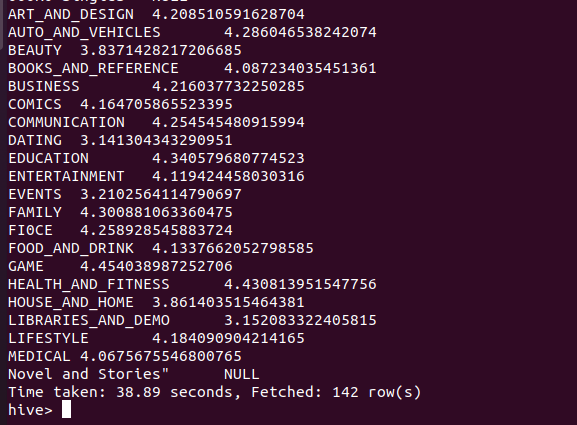 ART_AND_DESIGN 4.208510591628704
AUTO_AND_VEHICLES 4.286046538242074
BEAUTY 3.8371428217206685
BOOKS_AND_REFERENCE 4.087234035451361
BUSINESS 4.216037732250285
COMICS 4.164705865523395
COMMUNICATION 4.254545480915994
DATING 3.141304343290951
EDUCATION 4.340579680774523
ENTERTAINMENT 4.119424458030316
EVENTS 3.2102564114790697
FAMILY 4.300881063360475
FI0CE 4.258928545883724
FOOD_AND_DRINK 4.1337662052798585
GAME 4.454038987252706
HEALTH_AND_FITNESS 4.430813951547756
HOUSE_AND_HOME 3.861403515464381
LIBRARIES_AND_DEMO 3.152083322405815
LIFESTYLE 4.184090904214165
MEDICAL 4.0675675546800765
Novel and Stories" NULL
Time taken: 38.89 seconds, Fetched: 142 row(s)
hive>